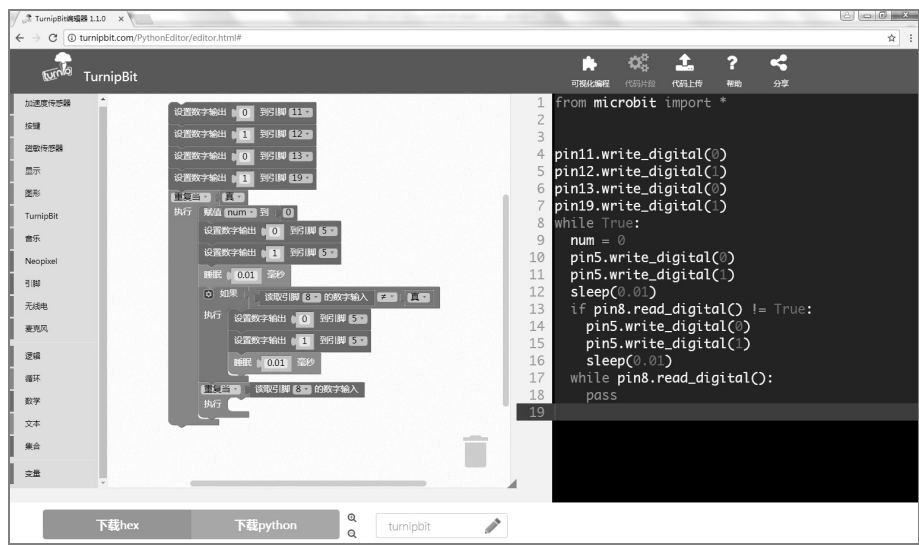 TurnipBit编辑器 1.1.0 ×
turnipbit.com/PythonEditor/editor.html#
turnip TurnipBit
可视化编程 代码片段 代码上传 帮助 分享
加速度传感器
按键
磁敏传感器
显示
图形
TurnipBit
音乐
Neopixel
引脚
无线电
麦克风
逻辑
循环
数学
文本
集合
变量
设置数字输出 0 到引脚 11
设置数字输出 1 到引脚 12
设置数字输出 0 到引脚 13
设置数字输出 1 到引脚 19
重复当 真
执行 赋值 num 到 0
设置数字输出 0 到引脚 5
设置数字输出 1 到引脚 5
睡眠 0.01 毫秒
如果 读取引脚 8 的数字输入 ≠ 真
执行 设置数字输出 0 到引脚 5
设置数字输出 1 到引脚 5
睡眠 0.01 毫秒
重复当 读取引脚 8 的数字输入
执行
1 from microbit import *
2
3
4 pin11.write_digital(0)
5 pin12.write_digital(1)
6 pin13.write_digital(0)
7 pin19.write_digital(1)
8 while True:
9 num = 0
10 pin5.write_digital(0)
11 pin5.write_digital(1)
12 sleep(0.01)
13 if pin8.read_digital() != True:
14 pin5.write_digital(0)
15 pin5.write_digital(1)
16 sleep(0.01)
17 while pin8.read_digital():
18 pass
19
下载hex 下载python turnipbit